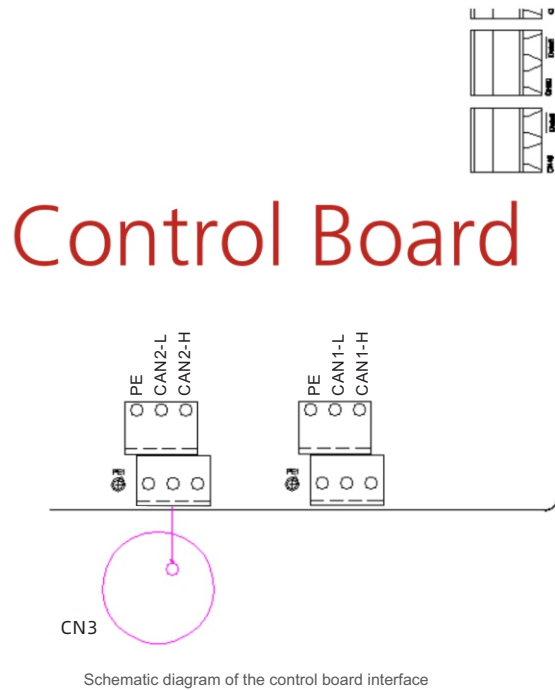 Control Board
PE
CAN2-L
CAN2-H
PE
CAN1-L
CAN1-H
CN3
Schematic diagram of the control board interface